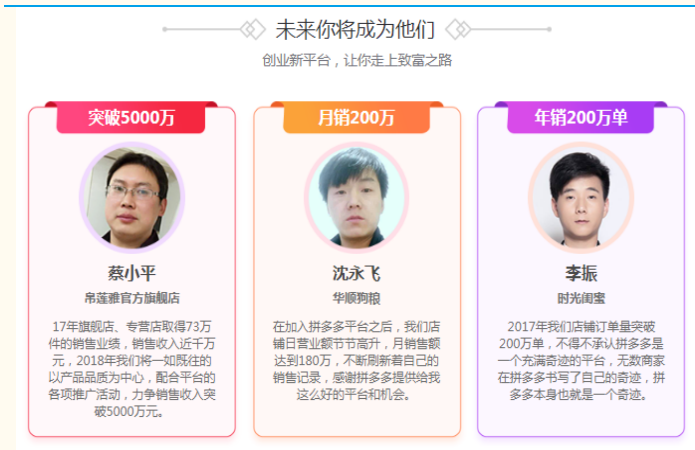 未来你将成为他们
创业新平台，让你走上致富之路
突破5000万
蔡小平
帛莲雅官方旗舰店
17年旗舰店、专营店取得73万
件的销售业绩，销售收入近千万
元，2018年我们将一如既往的
以产品品质为中心，配合平台的
各项推广活动，力争销售收入突
破5000万元。
月销200万
沈永飞
华顺狗粮
在加入拼多多平台之后，我们店
铺日营业额节节高升，月销售额
达到180万，不断刷新着自己的
销售记录，感谢拼多多提供给我
这么好的平台和机会。
年销200万单
李振
时光闺蜜
2017年我们店铺订单量突破
200万单，不得不承认拼多多是
一个充满奇迹的平台，无数商家
在拼多多书写了自己的奇迹，拼
多多本身也就是一个奇迹。